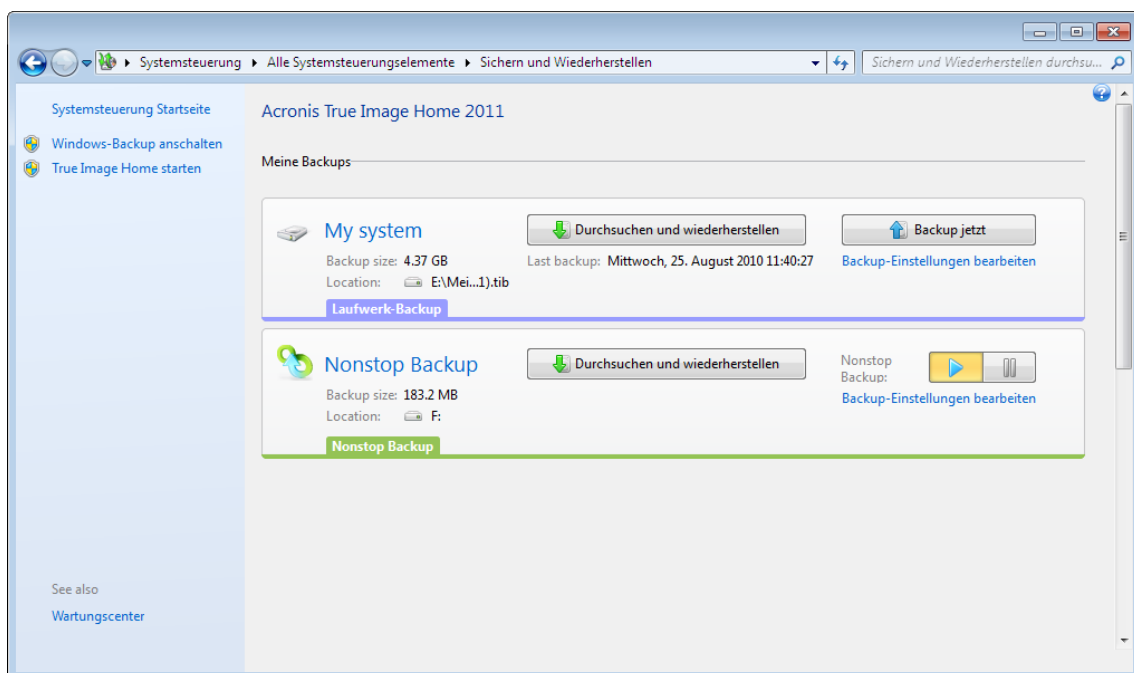 Systemsteuerung ▸ Alle Systemsteuerungselemente ▸ Sichern und Wiederherstellen
Sichern und Wiederherstellen durchsu...
Systemsteuerung Startseite
Windows-Backup anschalten
True Image Home starten
See also
Wartungscenter
Acronis True Image Home 2011
Meine Backups
My system
Durchsuchen und wiederherstellen
Backup jetzt
Backup size: 4.37 GB
Last backup: Mittwoch, 25. August 2010 11:40:27
Backup-Einstellungen bearbeiten
Location: E:\Mei...1).tib
Laufwerk-Backup
Nonstop Backup
Durchsuchen und wiederherstellen
Nonstop
Backup:
Backup size: 183.2 MB
Backup-Einstellungen bearbeiten
Location: F:
Nonstop Backup